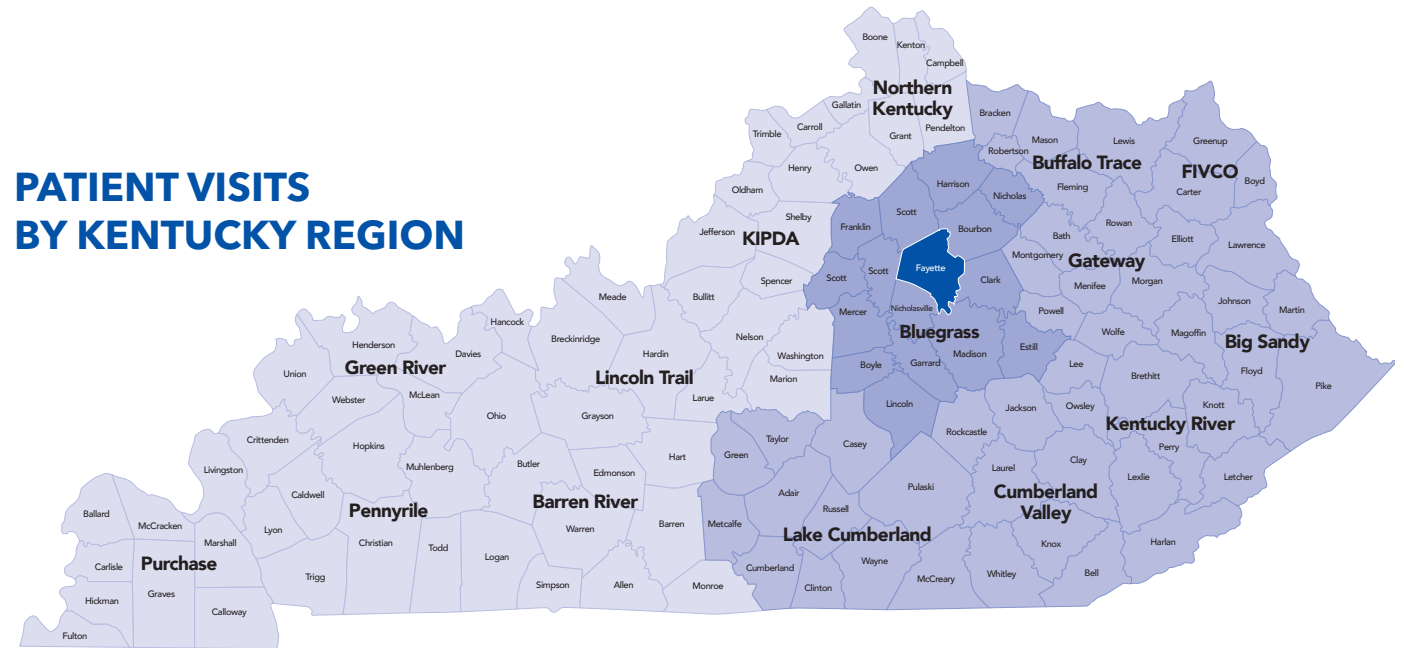 PATIENT VISITS
BY KENTUCKY REGION
Boone
Kenton
Campbell
Northern
Kentucky
Gallatin
Carroll
Trimble
Grant
Pendelton
Henry
Owen
Oldham
Shelby
Jefferson
KIPDA
Spencer
Bullitt
Bracken
Mason
Lewis
Robertson
Buffalo Trace
Fleming
Greenup
FIVCO
Boyd
Carter
Harrison
Nicholas
Scott
Franklin
Bourbon
Fayette
Scott
Scott
Clark
Nicholasville
Mercer
Bluegrass
Madison
Estill
Boyle
Garrard
Lincoln
Rowan
Bath
Elliott
Lawrence
Montgomery
Gateway
Menifee
Morgan
Powell
Johnson
Martin
Wolfe
Magoffin
Big Sandy
Floyd
Pike
Lee
Brethitt
Knott
Jackson
Owsley
Kentucky River
Perry
Rockcastle
Laurel
Clay
Lexlie
Letcher
Cumberland
Valley
Knox
Harlan
Whitley
Bell
Meade
Hancock
Breckinridge
Hardin
Nelson
Washington
Marion
Lincoln Trail
Larue
Grayson
Henderson
Davies
Green River
Union
Webster
McLean
Ohio
Crittenden
Hopkins
Muhlenberg
Livingston
Caldwell
Pennyrile
Lyon
Christian
Todd
Trigg
Butler
Edmonson
Hart
Barren River
Warren
Barren
Logan
Simpson
Allen
Monroe
Taylor
Casey
Green
Adair
Pulaski
Russell
Metcalfe
Lake Cumberland
Cumberland
Wayne
McCreary
Clinton
Ballard
McCracken
Marshall
Carlisle
Purchase
Hickman
Graves
Calloway
Fulton